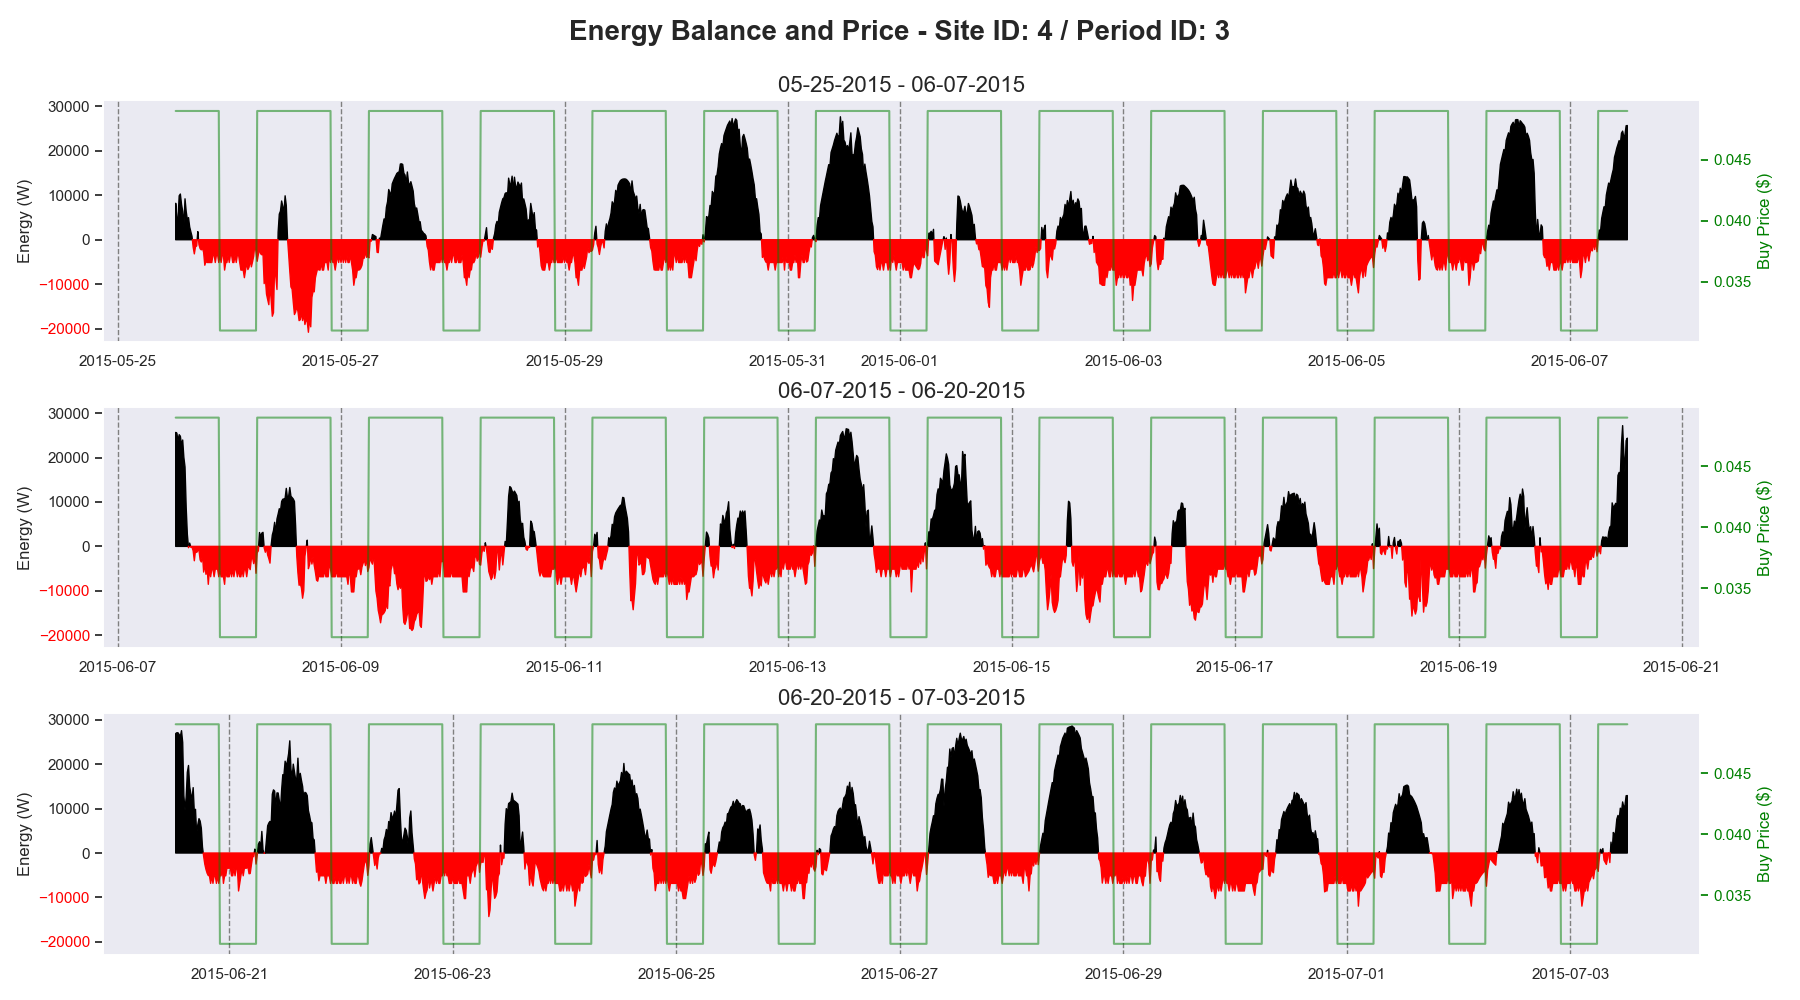 Energy Balance and Price - Site ID: 4 / Period ID: 3
05-25-2015 - 06-07-2015
30000
20000
10000
0
−10000
−20000
Energy (W)
0.045
0.040
0.035
Buy Price ($)
2015-05-25 2015-05-27 2015-05-29 2015-05-31 2015-06-01 2015-06-03 2015-06-05 2015-06-07
06-07-2015 - 06-20-2015
30000
20000
10000
0
−10000
−20000
Energy (W)
0.045
0.040
0.035
Buy Price ($)
2015-06-07 2015-06-09 2015-06-11 2015-06-13 2015-06-15 2015-06-17 2015-06-19 2015-06-21
06-20-2015 - 07-03-2015
30000
20000
10000
0
−10000
−20000
Energy (W)
0.045
0.040
0.035
Buy Price ($)
2015-06-21 2015-06-23 2015-06-25 2015-06-27 2015-06-29 2015-07-01 2015-07-03